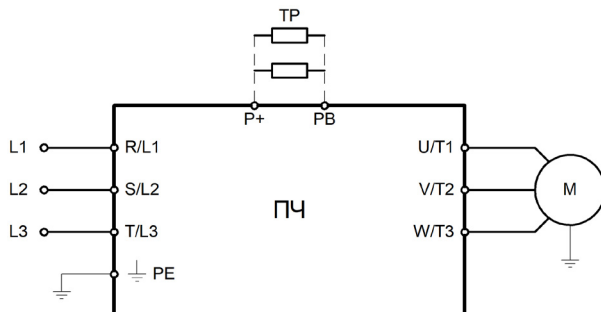 ТР
P+ PB
L1 R/L1 U/T1
L2 S/L2 V/T2 M
ПЧ
L3 T/L3 W/T3
PE